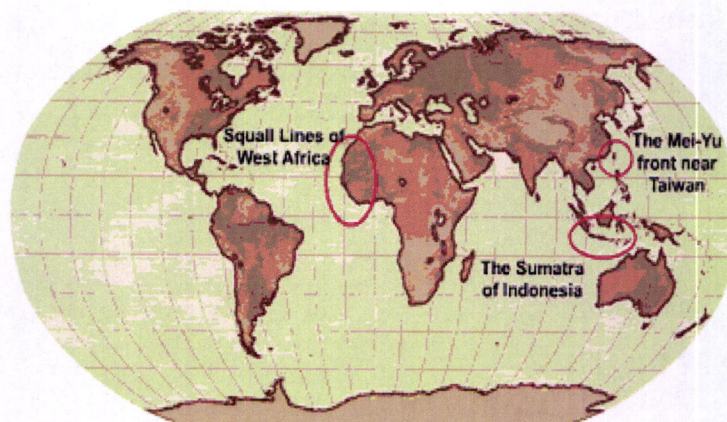 Squall Lines of
West Africa
The Mei-Yu
front near
Taiwan
The Sumatra
of Indonesia